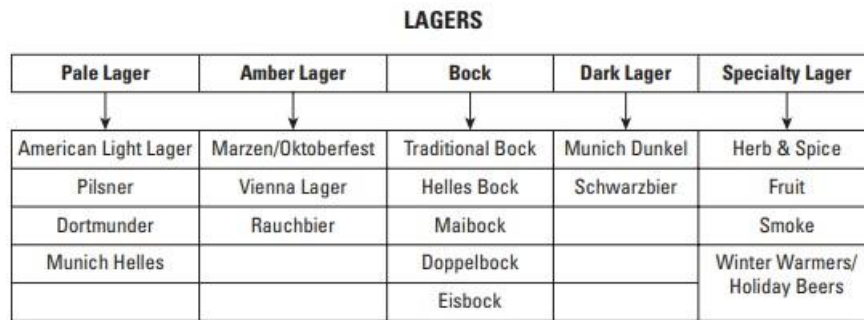 LAGERS
Pale Lager Amber Lager Bock Dark Lager Specialty Lager
American Light Lager Marzen/Oktoberfest Traditional Bock Munich Dunkel Herb & Spice
Pilsner Vienna Lager Helles Bock Schwarzbier Fruit
Dortmunder Rauchbier Maibock Smoke
Munich Helles Doppelbock Winter Warmers/
Holiday Beers
Eisbock